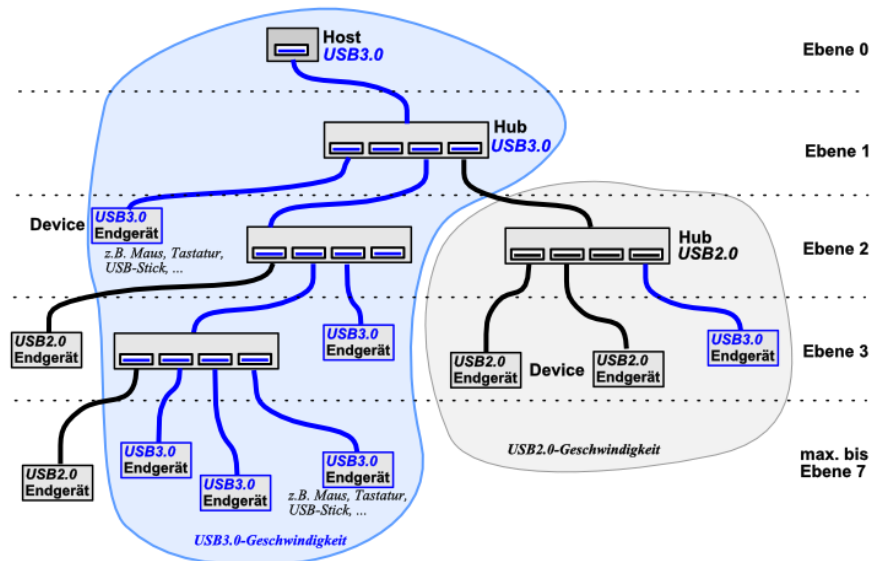 Host
USB3.0
Ebene 0
Hub
USB3.0
Ebene 1
Device
USB3.0
Endgerät
z.B. Maus, Tastatur,
USB-Stick, ...
Hub
USB2.0
Ebene 2
USB2.0
Endgerät
USB3.0
Endgerät
USB2.0
Endgerät
Device
USB2.0
Endgerät
USB3.0
Endgerät
Ebene 3
USB2.0
Endgerät
USB3.0
Endgerät
USB3.0
Endgerät
USB3.0
Endgerät
z.B. Maus, Tastatur,
USB-Stick, ...
USB2.0-Geschwindigkeit
max. bis
Ebene 7
USB3.0-Geschwindigkeit